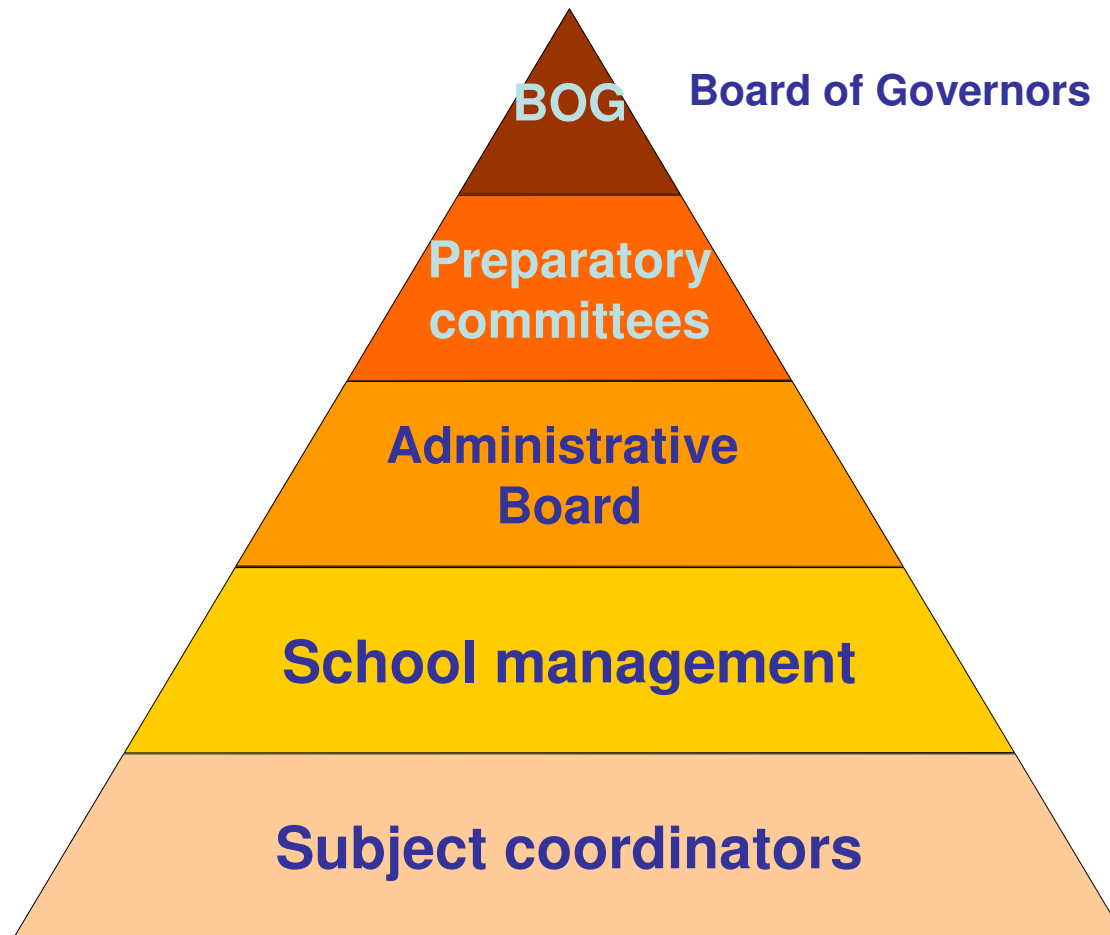 BOG
Board of Governors
Preparatory
committees
Administrative
Board
School management
Subject coordinators